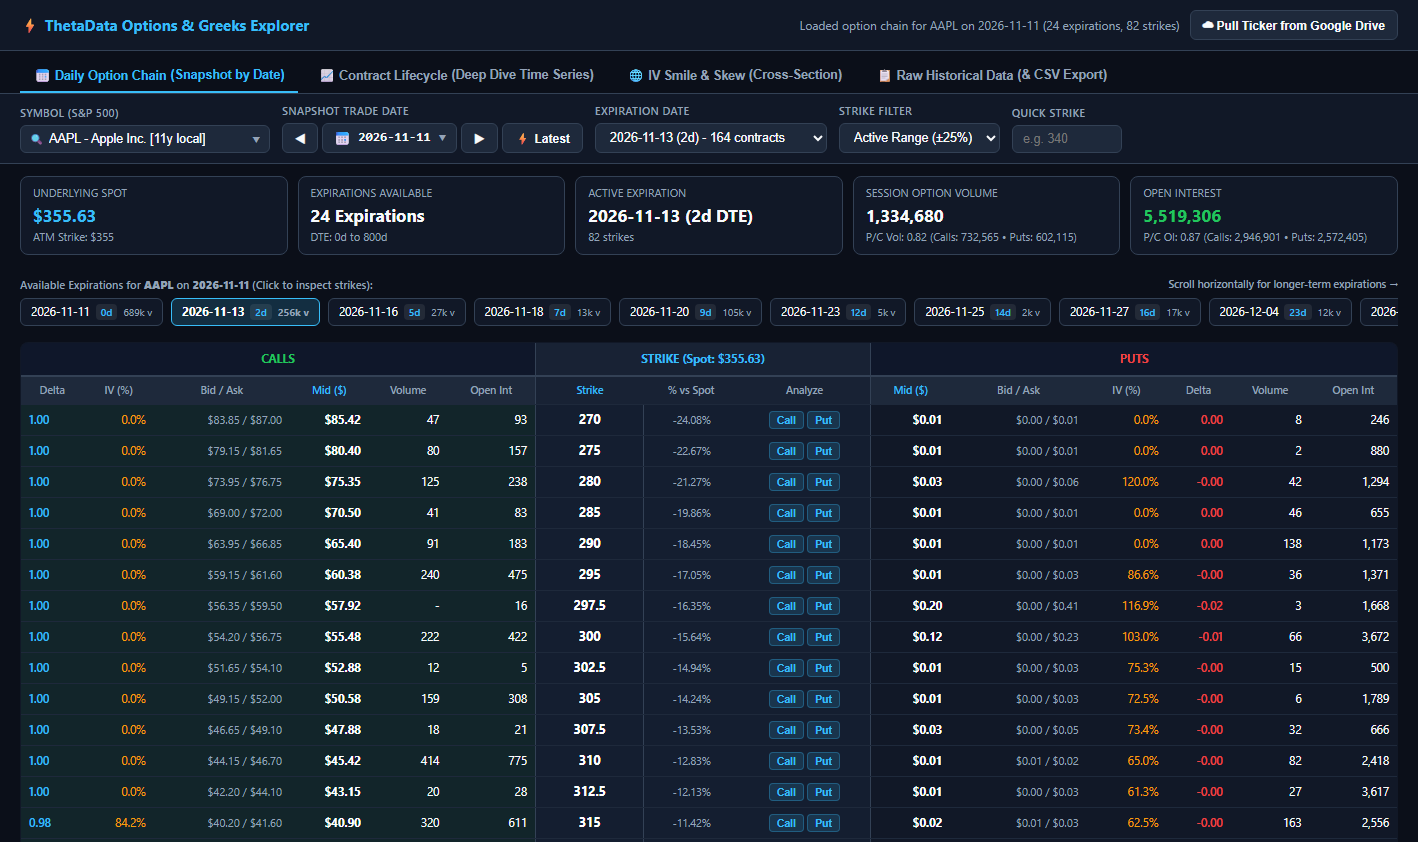 ThetaData Options & Greeks Explorer
Loaded option chain for AAPL on 2026-11-11 (24 expirations, 82 strikes)
Pull Ticker from Google Drive
Daily Option Chain (Snapshot by Date)
Contract Lifecycle (Deep Dive Time Series)
IV Smile & Skew (Cross-Section)
Raw Historical Data (& CSV Export)
SYMBOL (S&P 500)
SNAPSHOT TRADE DATE
EXPIRATION DATE
STRIKE FILTER
QUICK STRIKE
AAPL - Apple Inc. [11y local]
2026-11-11
Latest
2026-11-13 (2d) - 164 contracts
Active Range (±25%)
e.g. 340
UNDERLYING SPOT
$355.63
ATM Strike: $355
EXPIRATIONS AVAILABLE
24 Expirations
DTE: 0d to 800d
ACTIVE EXPIRATION
2026-11-13 (2d DTE)
82 strikes
SESSION OPTION VOLUME
1,334,680
P/C Vol: 0.82 (Calls: 732,565 • Puts: 602,115)
OPEN INTEREST
5,519,306
P/C OI: 0.87 (Calls: 2,946,901 • Puts: 2,572,405)
Available Expirations for AAPL on 2026-11-11 (Click to inspect strikes):
Scroll horizontally for longer-term expirations →
2026-11-11 0d 689k v
2026-11-13 2d 256k v
2026-11-16 5d 27k v
2026-11-18 7d 13k v
2026-11-20 9d 105k v
2026-11-23 12d 5k v
2026-11-25 14d 2k v
2026-11-27 16d 17k v
2026-12-04 23d 12k v
2026-
CALLS STRIKE (Spot: $355.63) PUTS
Delta IV (%) Bid / Ask Mid ($) Volume Open Int Strike % vs Spot Analyze Mid ($) Bid / Ask IV (%) Delta Volume Open Int
1.00 0.0% $83.85 / $87.00 $85.42 47 93 270 -24.08% Call Put $0.01 $0.00 / $0.01 0.0% 0.00 8 246
1.00 0.0% $79.15 / $81.65 $80.40 80 157 275 -22.67% Call Put $0.01 $0.00 / $0.01 0.0% 0.00 2 880
1.00 0.0% $73.95 / $76.75 $75.35 125 238 280 -21.27% Call Put $0.03 $0.00 / $0.06 120.0% -0.00 42 1,294
1.00 0.0% $69.00 / $72.00 $70.50 41 83 285 -19.86% Call Put $0.01 $0.00 / $0.01 0.0% 0.00 46 655
1.00 0.0% $63.95 / $66.85 $65.40 91 183 290 -18.45% Call Put $0.01 $0.00 / $0.01 0.0% 0.00 138 1,173
1.00 0.0% $59.15 / $61.60 $60.38 240 475 295 -17.05% Call Put $0.01 $0.00 / $0.03 86.6% -0.00 36 1,371
1.00 0.0% $56.35 / $59.50 $57.92 - 16 297.5 -16.35% Call Put $0.20 $0.00 / $0.41 116.9% -0.02 3 1,668
1.00 0.0% $54.20 / $56.75 $55.48 222 422 300 -15.64% Call Put $0.12 $0.00 / $0.23 103.0% -0.01 66 3,672
1.00 0.0% $51.65 / $54.10 $52.88 12 5 302.5 -14.94% Call Put $0.01 $0.00 / $0.03 75.3% -0.00 15 500
1.00 0.0% $49.15 / $52.00 $50.58 159 308 305 -14.24% Call Put $0.01 $0.00 / $0.03 72.5% -0.00 6 1,789
1.00 0.0% $46.65 / $49.10 $47.88 18 21 307.5 -13.53% Call Put $0.03 $0.00 / $0.05 73.4% -0.00 32 666
1.00 0.0% $44.15 / $46.70 $45.42 414 775 310 -12.83% Call Put $0.01 $0.01 / $0.02 65.0% -0.00 82 2,418
1.00 0.0% $42.20 / $44.10 $43.15 20 28 312.5 -12.13% Call Put $0.01 $0.00 / $0.03 61.3% -0.00 27 3,617
0.98 84.2% $40.20 / $41.60 $40.90 320 611 315 -11.42% Call Put $0.02 $0.01 / $0.03 62.5% -0.00 163 2,556